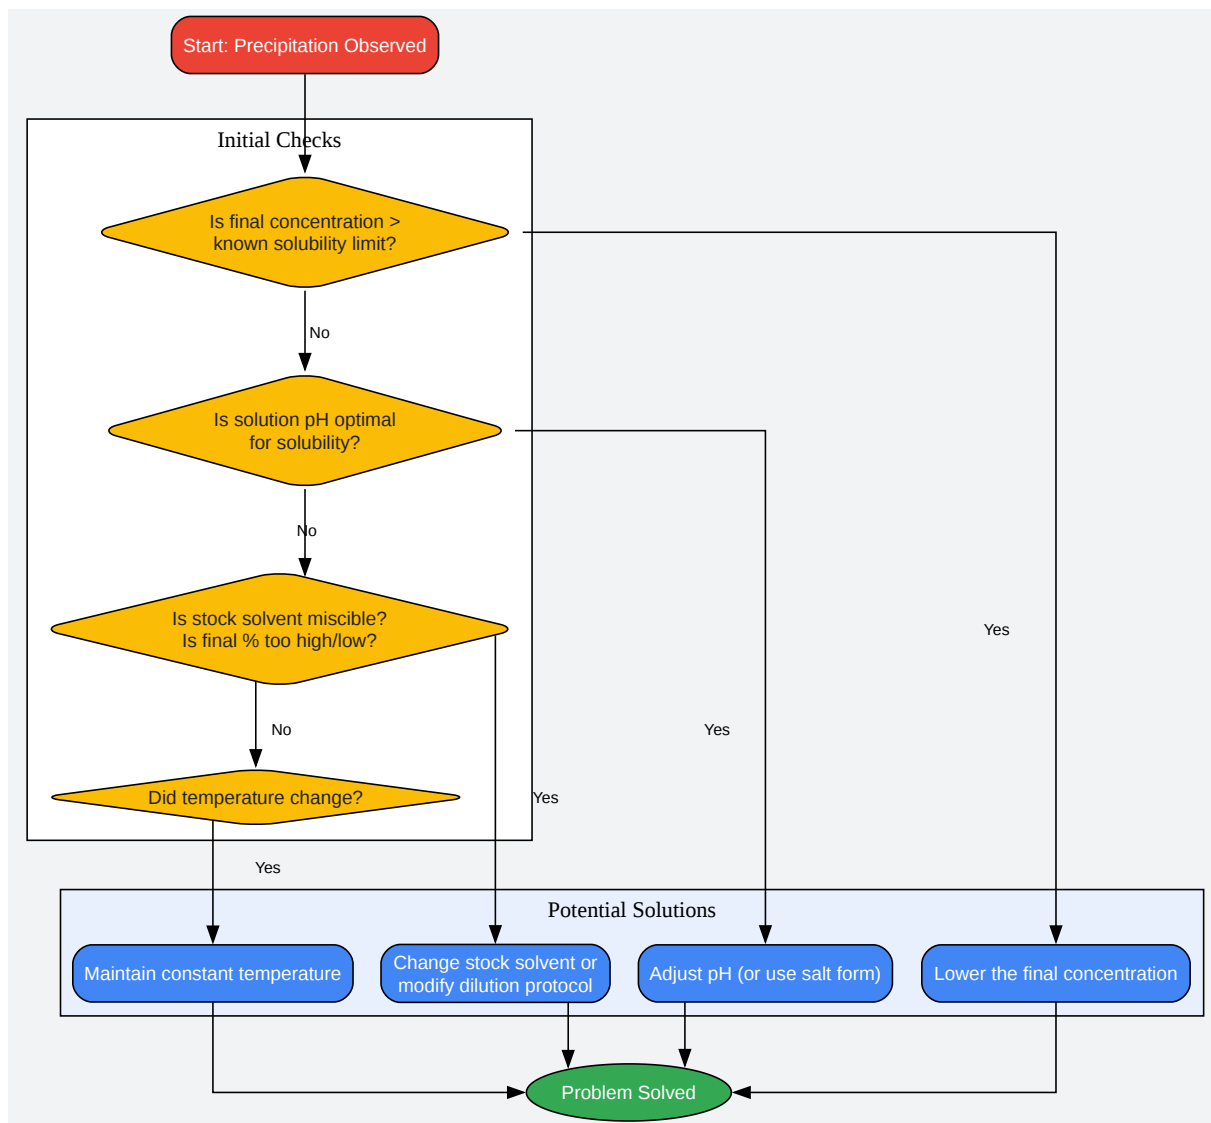 Start: Precipitation Observed
Initial Checks
Is final concentration >
known solubility limit?
No
Is solution pH optimal
for solubility?
No
Is stock solvent miscible?
Is final % too high/low?
Yes
No
Yes
Did temperature change?
Yes
Yes
Potential Solutions
Maintain constant temperature
Change stock solvent or
modify dilution protocol
Adjust pH (or use salt form)
Lower the final concentration
Problem Solved